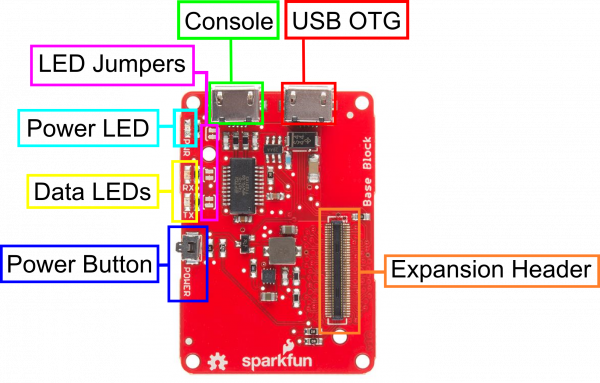 Console
USB OTG
LED Jumpers
Power LED
PWR
Data LEDs
RX
TX
Base Block
Power Button
POWER
Expansion Header
sparkfun